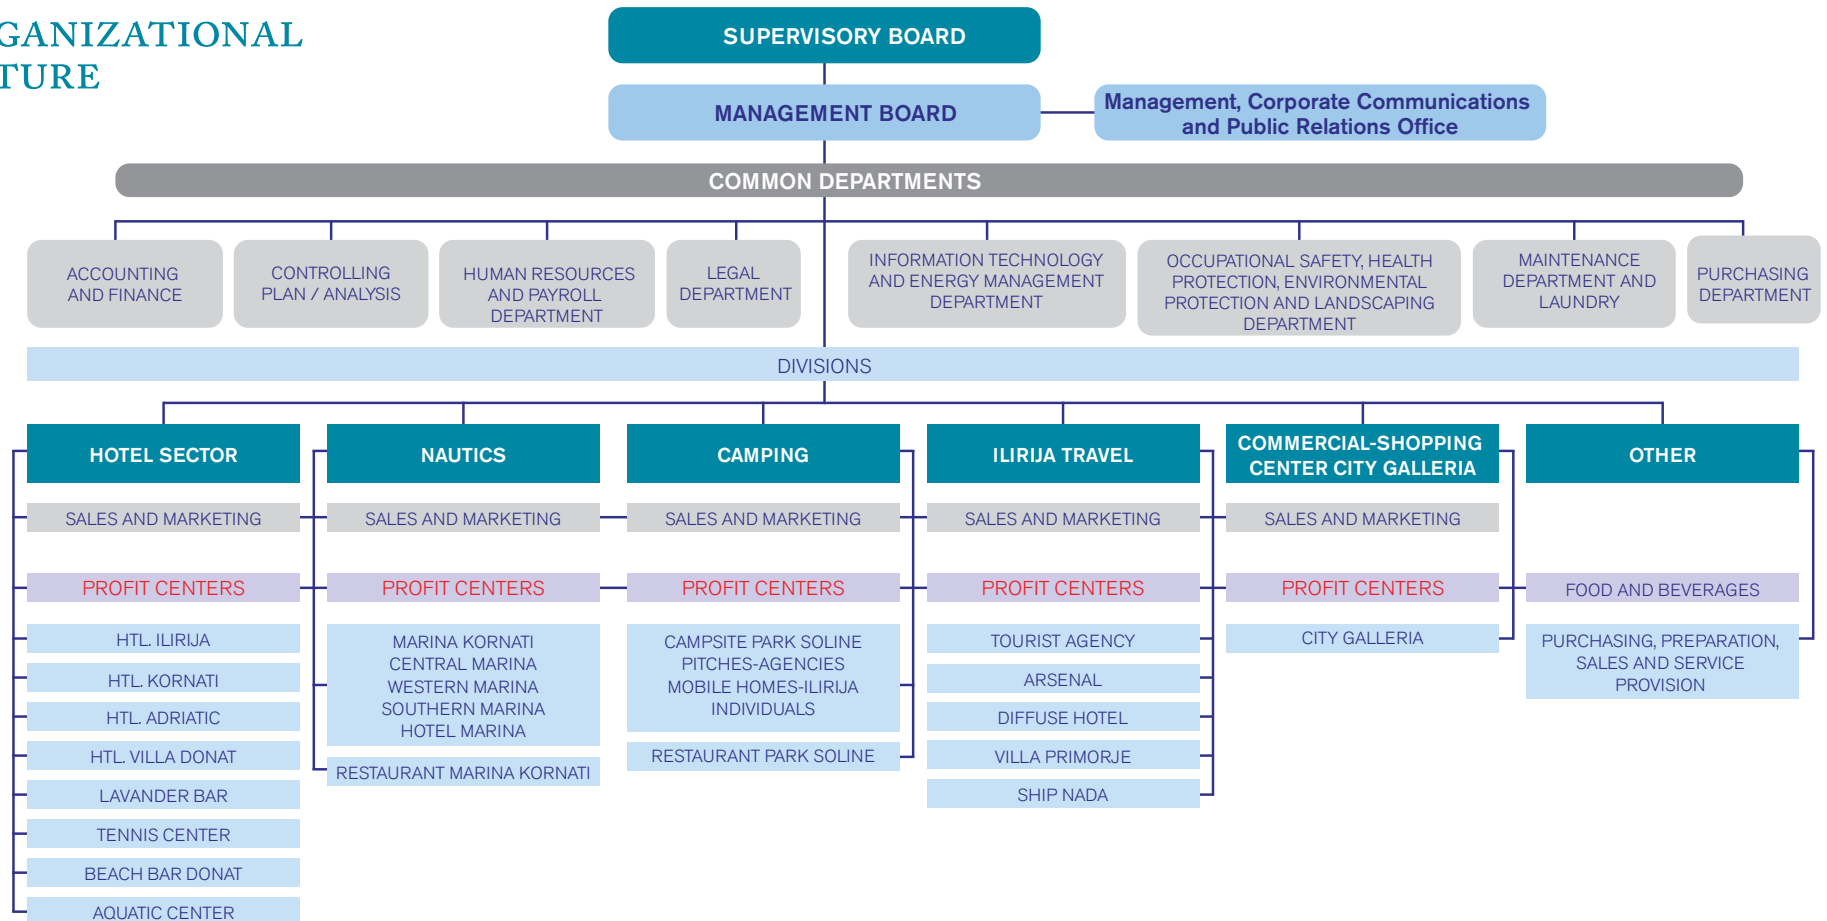 GANIZATIONAL
TURE
SUPERVISORY BOARD
MANAGEMENT BOARD
Management, Corporate Communications
and Public Relations Office
COMMON DEPARTMENTS
ACCOUNTING
AND FINANCE
CONTROLLING
PLAN / ANALYSIS
HUMAN RESOURCES
AND PAYROLL
DEPARTMENT
LEGAL
DEPARTMENT
INFORMATION TECHNOLOGY
AND ENERGY MANAGEMENT
DEPARTMENT
OCCUPATIONAL SAFETY, HEALTH
PROTECTION, ENVIRONMENTAL
PROTECTION AND LANDSCAPING
DEPARTMENT
MAINTENANCE
DEPARTMENT AND
LAUNDRY
PURCHASING
DEPARTMENT
DIVISIONS
HOTEL SECTOR
SALES AND MARKETING
PROFIT CENTERS
HTL. ILIRIJA
HTL. KORNATI
HTL. ADRIATIC
HTL. VILLA DONAT
LAVANDER BAR
TENNIS CENTER
BEACH BAR DONAT
AQUATIC CENTER
NAUTICS
SALES AND MARKETING
PROFIT CENTERS
MARINA KORNATI
CENTRAL MARINA
WESTERN MARINA
SOUTHERN MARINA
HOTEL MARINA
RESTAURANT MARINA KORNATI
CAMPING
SALES AND MARKETING
PROFIT CENTERS
CAMPSITE PARK SOLINE
PITCHES-AGENCIES
MOBILE HOMES-ILIRIJA
INDIVIDUALS
RESTAURANT PARK SOLINE
ILIRIJA TRAVEL
SALES AND MARKETING
PROFIT CENTERS
TOURIST AGENCY
ARSENAL
DIFFUSE HOTEL
VILLA PRIMORJE
SHIP NADA
COMMERCIAL-SHOPPING
CENTER CITY GALLERIA
SALES AND MARKETING
PROFIT CENTERS
CITY GALLERIA
OTHER
FOOD AND BEVERAGES
PURCHASING, PREPARATION,
SALES AND SERVICE
PROVISION